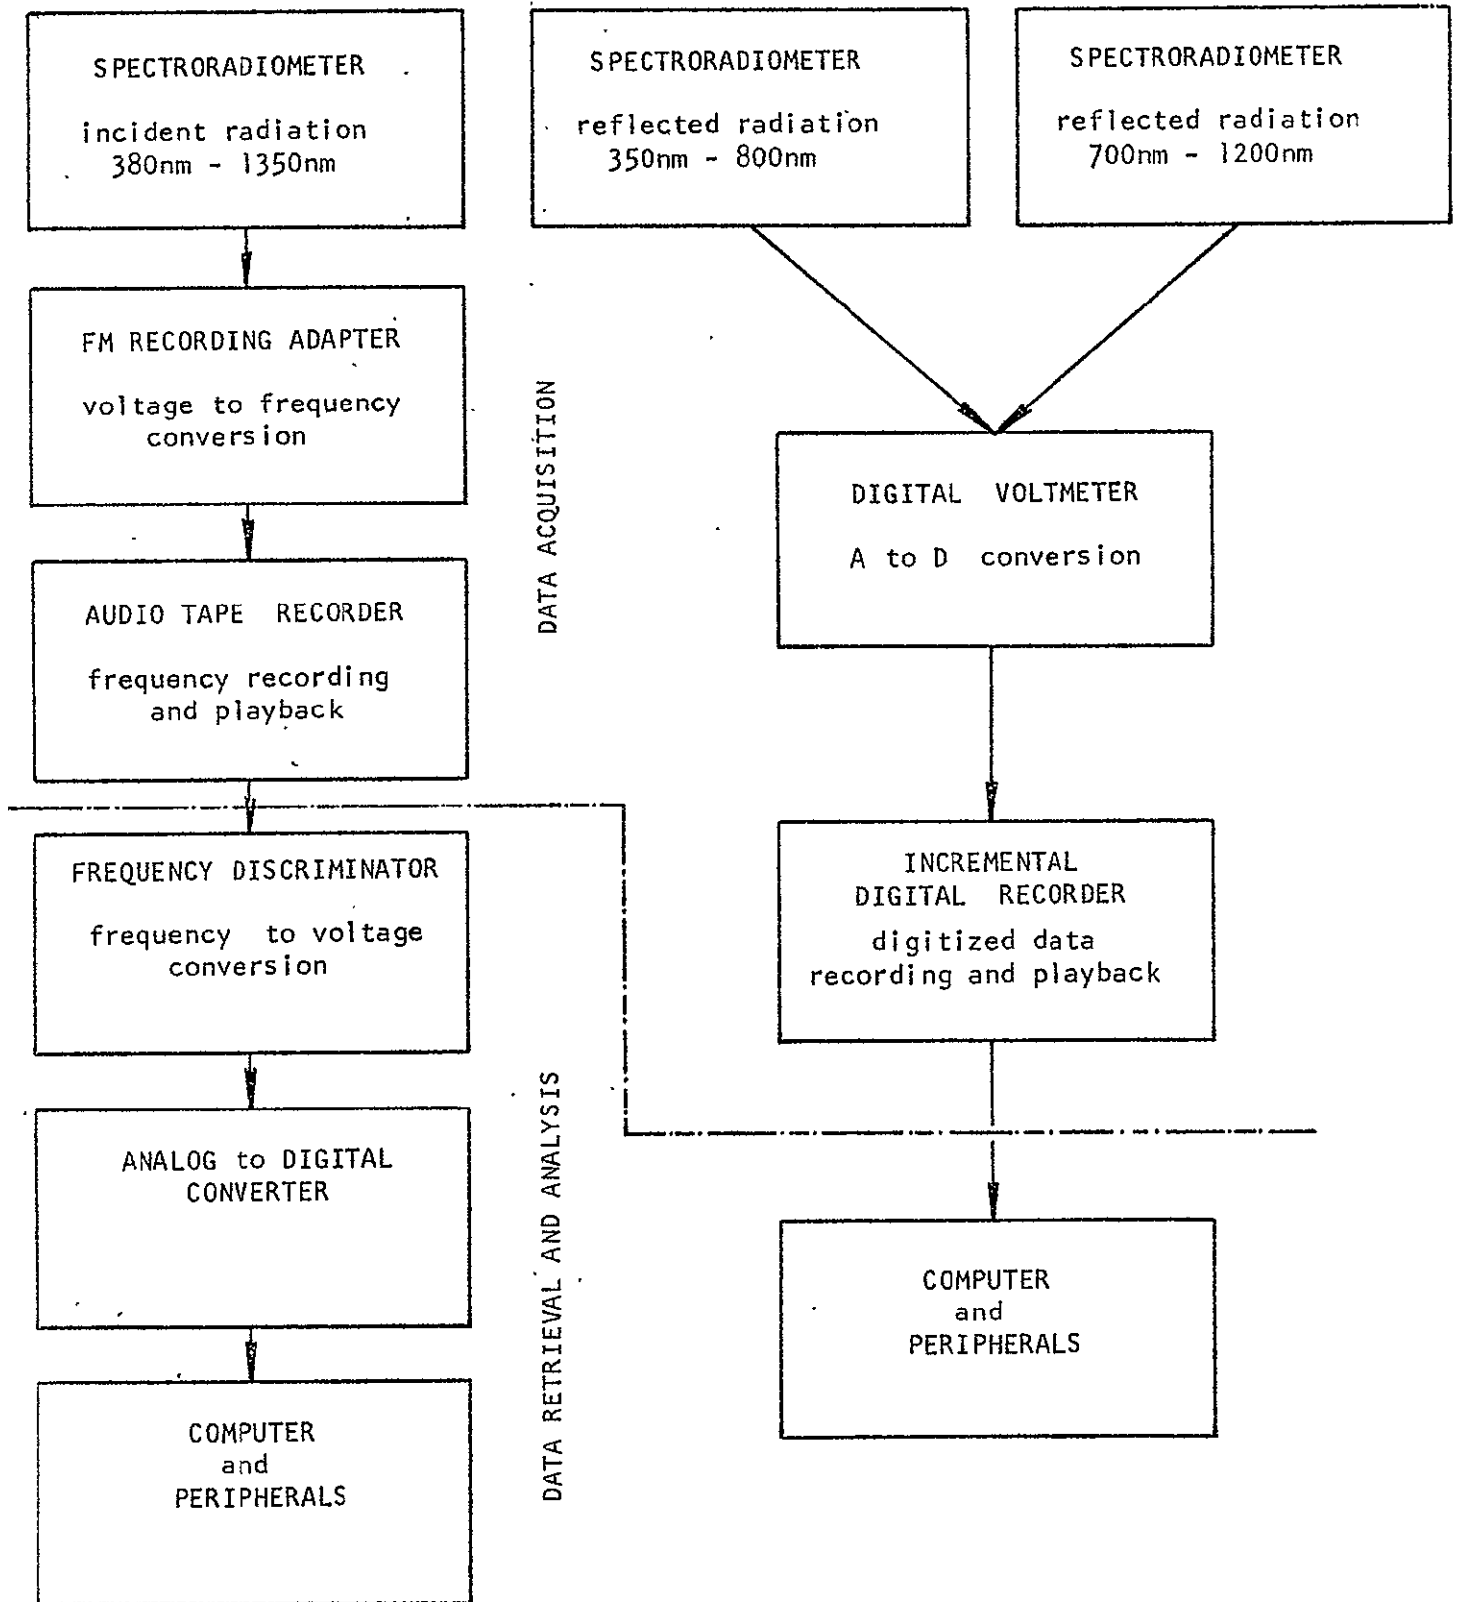 SPECTRORADIOMETER
incident radiation
380nm - 1350nm
FM RECORDING ADAPTER
voltage to frequency
conversion
AUDIO TAPE RECORDER
frequency recording
and playback
FREQUENCY DISCRIMINATOR
frequency to voltage
conversion
ANALOG to DIGITAL
CONVERTER
COMPUTER
and
PERIPHERALS
DATA ACQUISITION
DATA RETRIEVAL AND ANALYSIS
SPECTRORADIOMETER
reflected radiation
350nm - 800nm
SPECTRORADIOMETER
reflected radiation
700nm - 1200nm
DIGITAL VOLTMETER
A to D conversion
INCREMENTAL
DIGITAL RECORDER
digitized data
recording and playback
COMPUTER
and
PERIPHERALS